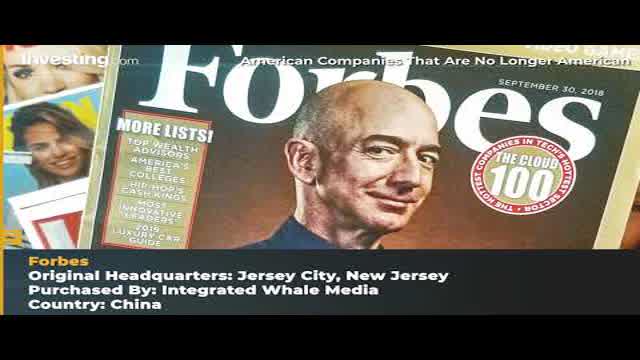 Investing.com
American Companies That Are No Longer American
VIDEO GAME
Forbes
SEPTEMBER 30, 2018
MORE LISTS!
TOP WEALTH
ADVISORS
AMERICA'S
BEST
COLLEGES
HIP-HOP'S
CASH KINGS
MOST
INNOVATIVE
LEADERS
2019
LUXURY CAR
GUIDE
THE CLOUD
100
THE HOTTEST COMPANIES IN TECH'S HOTTEST SECTOR
Forbes
Original Headquarters: Jersey City, New Jersey
Purchased By: Integrated Whale Media
Country: China